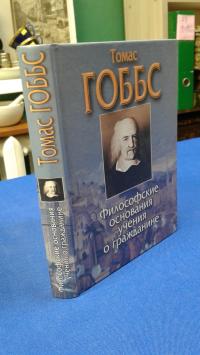 Томас
ГОББС
Философские
основания
учения
о гражданине
Томас ГОББС
Философские основания
учения о гражданине